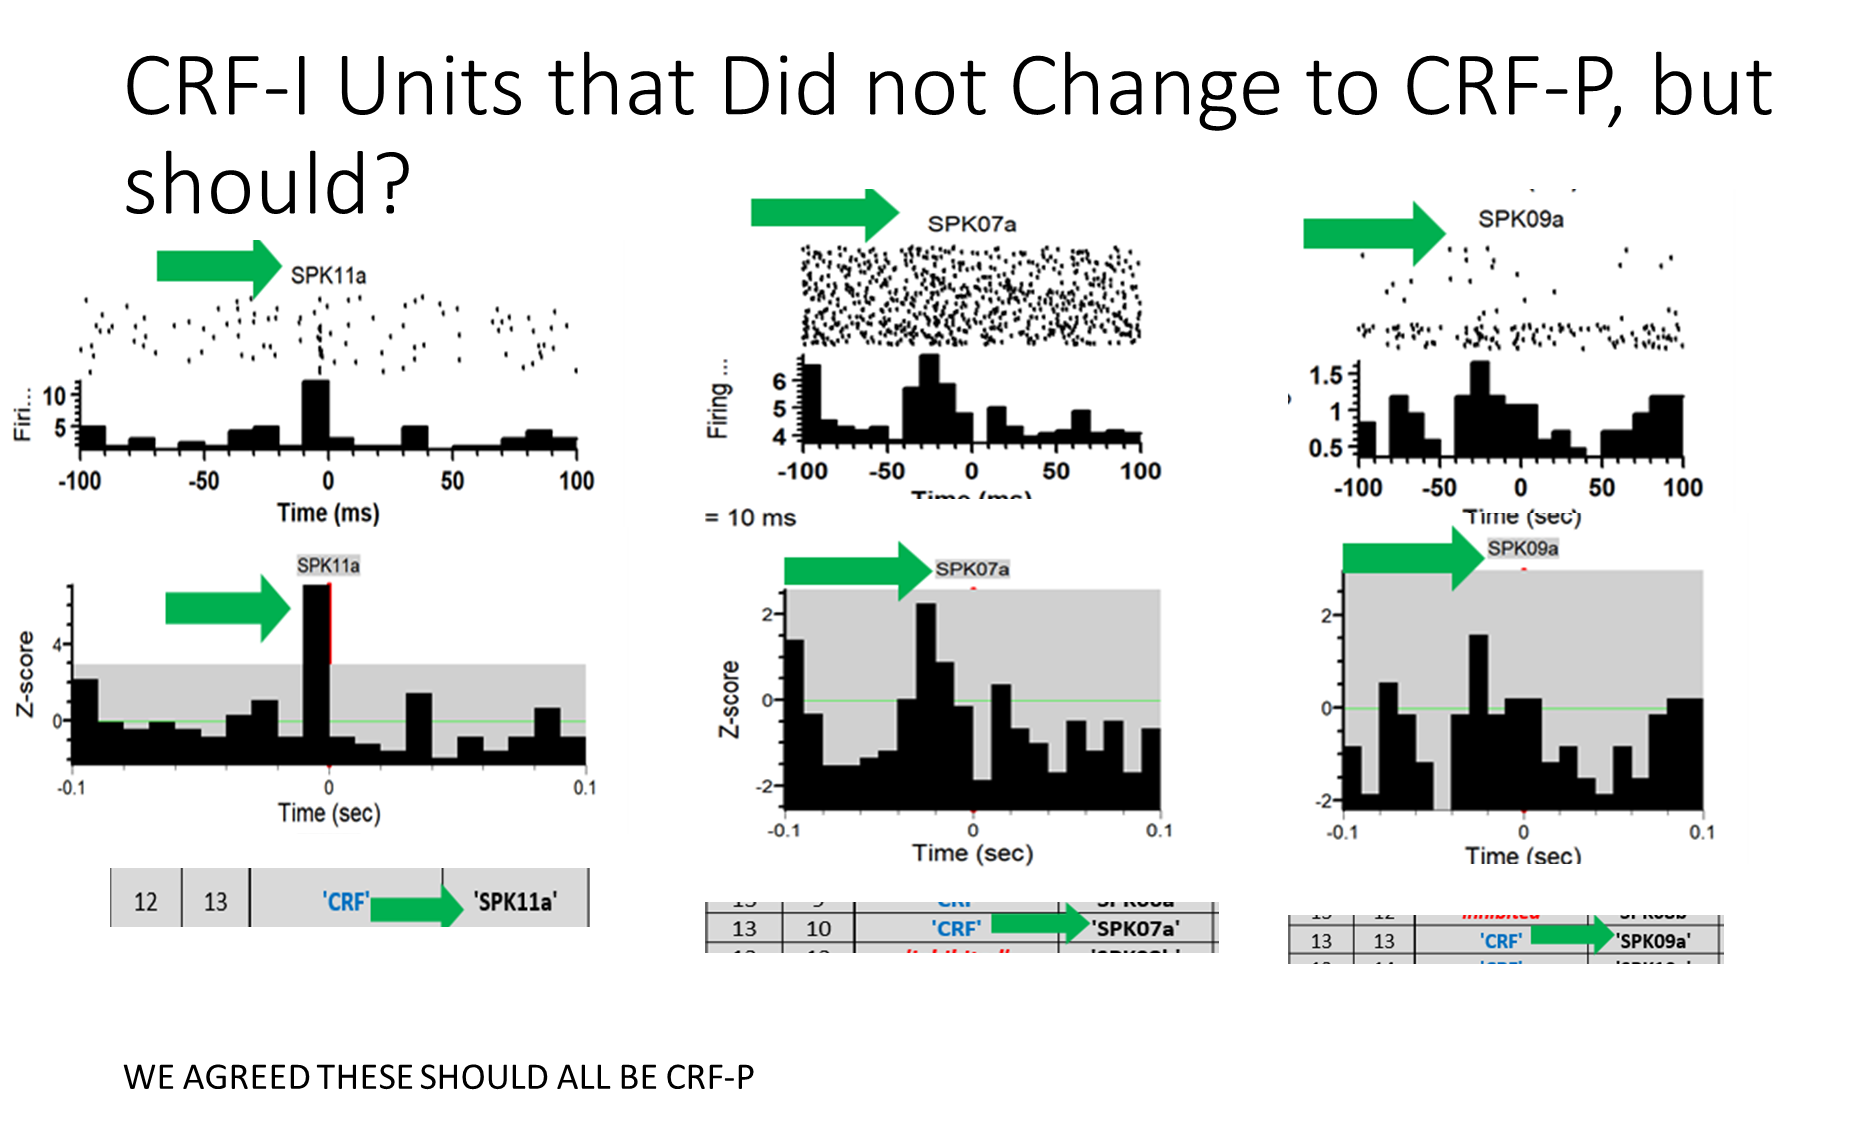 CRF-I Units that Did not Change to CRF-P, but
should?
SPK11a
Firi...
10
5
-100 -50 0 50 100
Time (ms)
SPK07a
Firing ...
6
5
4
-100 -50 0 50 100
Time (ms)
SPK09a
1.5
1
0.5
-100 -50 0 50 100
Time (sec)
SPK11a
Z-score
4
0
-0.1 0 0.1
Time (sec)
= 10 ms
SPK07a
Z-score
2
0
-2
-0.1 0 0.1
Time (sec)
SPK09a
2
0
-2
-0.1 0 0.1
Time (sec)
12 13 'CRF' 'SPK11a'
13 10 'CRF' 'SPK07a'
13 13 'CRF' 'SPK09a'
WE AGREED THESE SHOULD ALL BE CRF-P